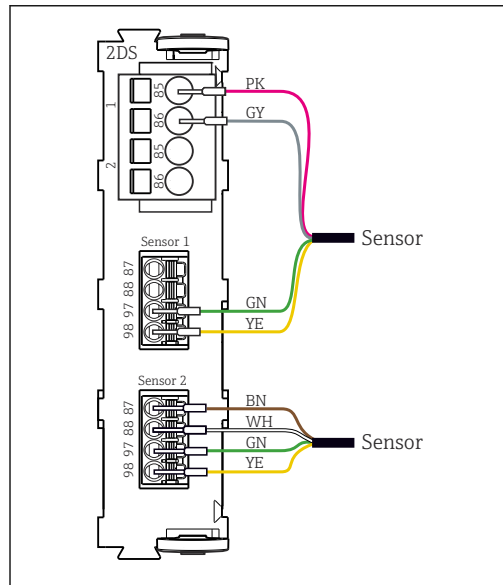 2DS
1
85
PK
86
GY
2
85
86
Sensor
Sensor 1
87
88
97
GN
98
YE
Sensor 2
87
BN
88
WH
97
GN
Sensor
98
YE